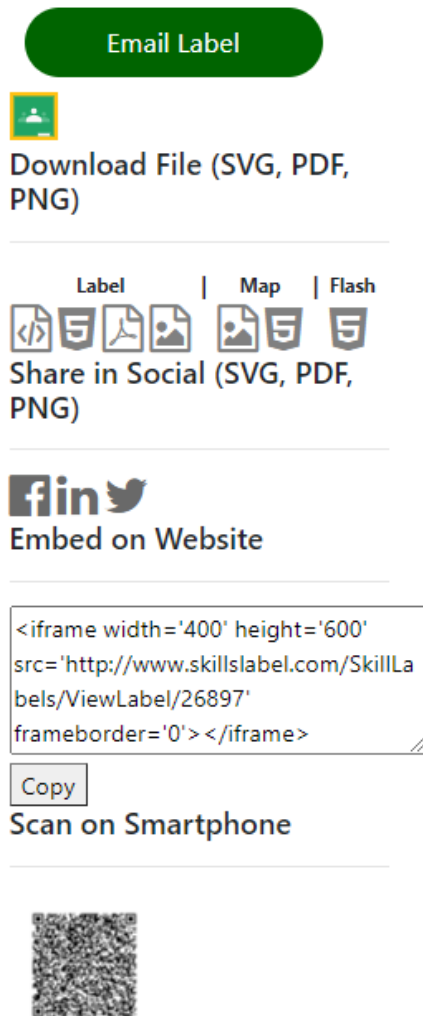 Email Label
Download File (SVG, PDF,
PNG)
Label | Map | Flash
Share in Social (SVG, PDF,
PNG)
Embed on Website
<iframe width='400' height='600'
src='http://www.skillslabel.com/SkillLa
bels/ViewLabel/26897'
frameborder='0'></iframe>
Copy
Scan on Smartphone